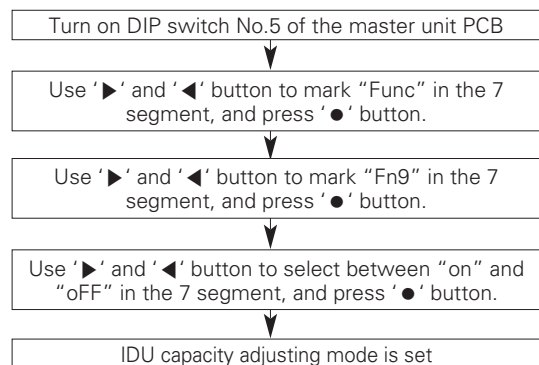 Turn on DIP switch No.5 of the master unit PCB
Use ‘▶‘ and ‘◀‘ button to mark “Func” in the 7
segment, and press ‘●‘ button.
Use ‘▶‘ and ‘◀‘ button to mark “Fn9” in the 7
segment, and press ‘●‘ button.
Use ‘▶‘ and ‘◀‘ button to select between “on” and
“oFF” in the 7 segment, and press ‘●‘ button.
IDU capacity adjusting mode is set